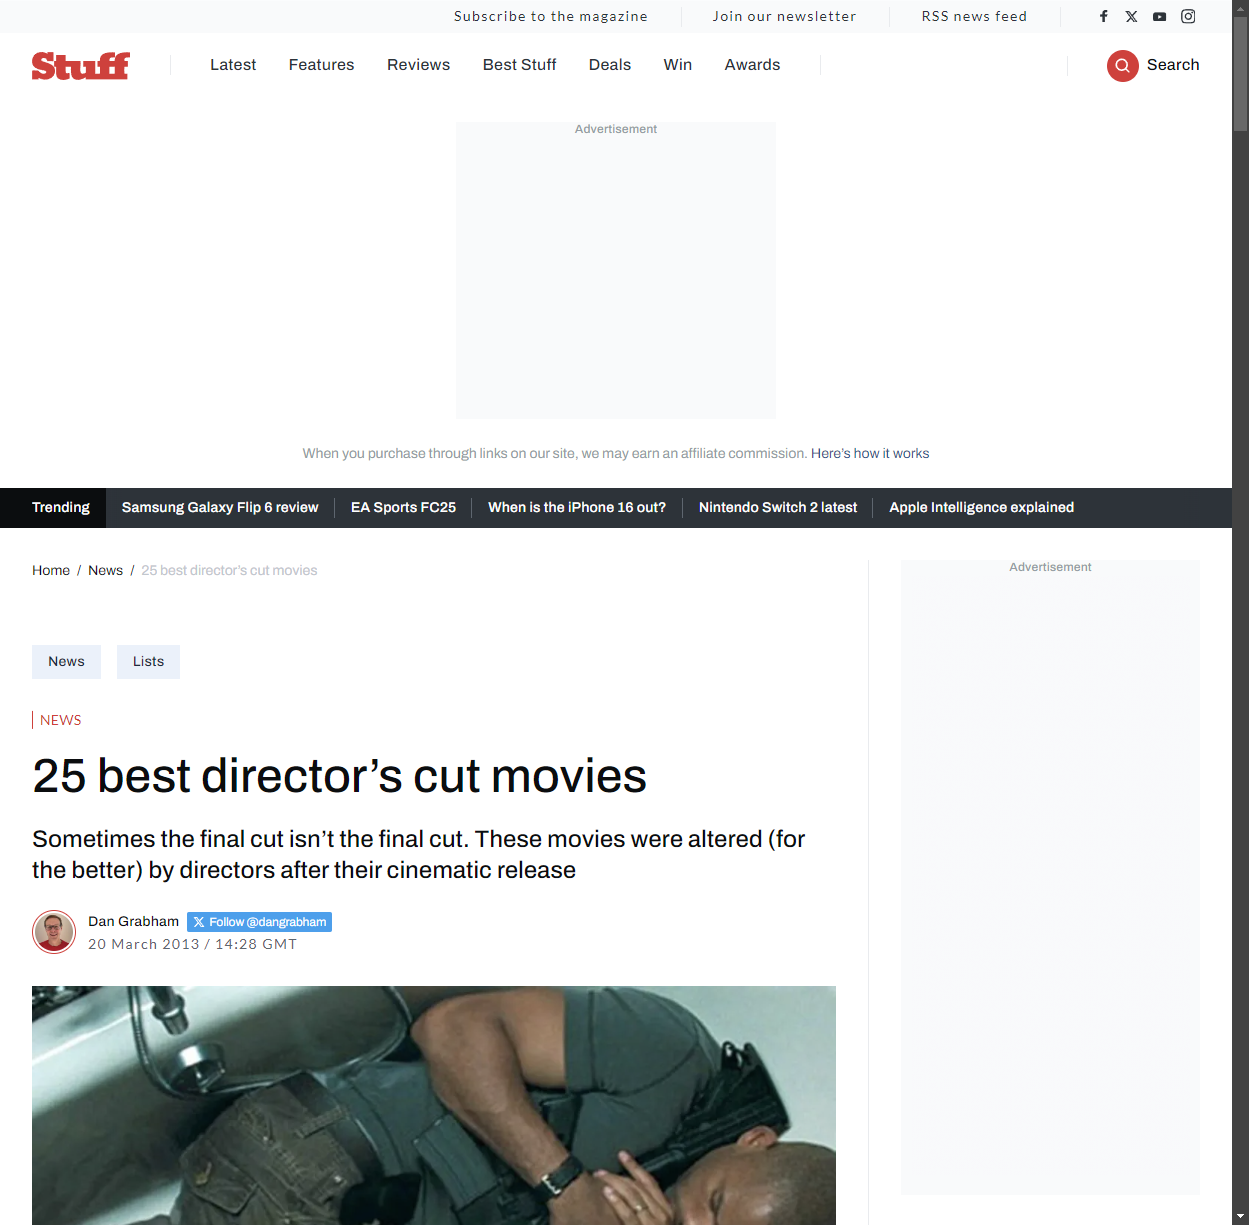 Subscribe to the magazine
Join our newsletter
RSS news feed
Stuff
Latest
Features
Reviews
Best Stuff
Deals
Win
Awards
Search
Advertisement
When you purchase through links on our site, we may earn an affiliate commission. Here’s how it works
Trending
Samsung Galaxy Flip 6 review
EA Sports FC25
When is the iPhone 16 out?
Nintendo Switch 2 latest
Apple Intelligence explained
Home / News / 25 best director’s cut movies
Advertisement
News
Lists
NEWS
25 best director’s cut movies
Sometimes the final cut isn’t the final cut. These movies were altered (for
the better) by directors after their cinematic release
Dan Grabham
Follow @dangrabham
20 March 2013 / 14:28 GMT